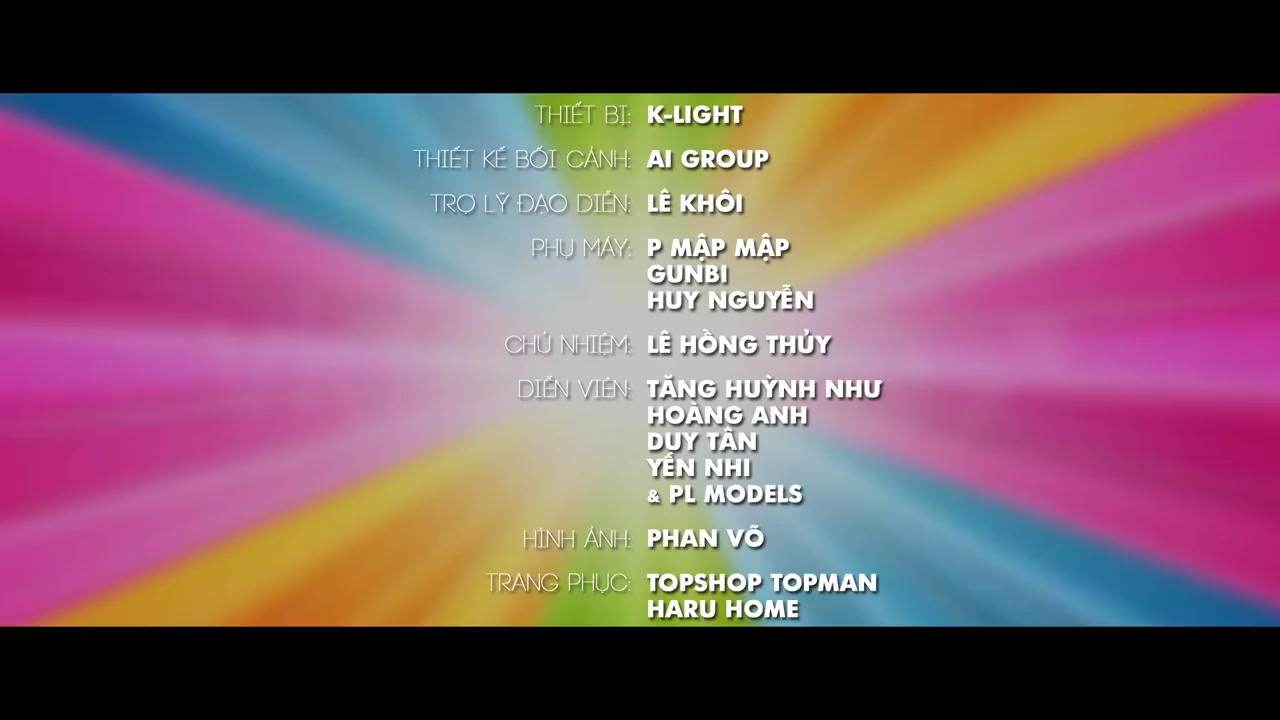 THIẾT BỊ: K-LIGHT
THIẾT KẾ BỐI CẢNH: AI GROUP
TRỢ LÝ ĐẠO DIỄN: LÊ KHÔI
PHỤ MÁY: P MẬP MẬP
GUNBI
HUY NGUYỄN
CHỦ NHIỆM: LÊ HỒNG THỦY
DIỄN VIÊN: TĂNG HUỲNH NHƯ
HOÀNG ANH
DUY TÂN
YẾN NHI
& PL MODELS
HÌNH ẢNH: PHAN VÕ
TRANG PHỤC: TOPSHOP TOPMAN
HARU HOME